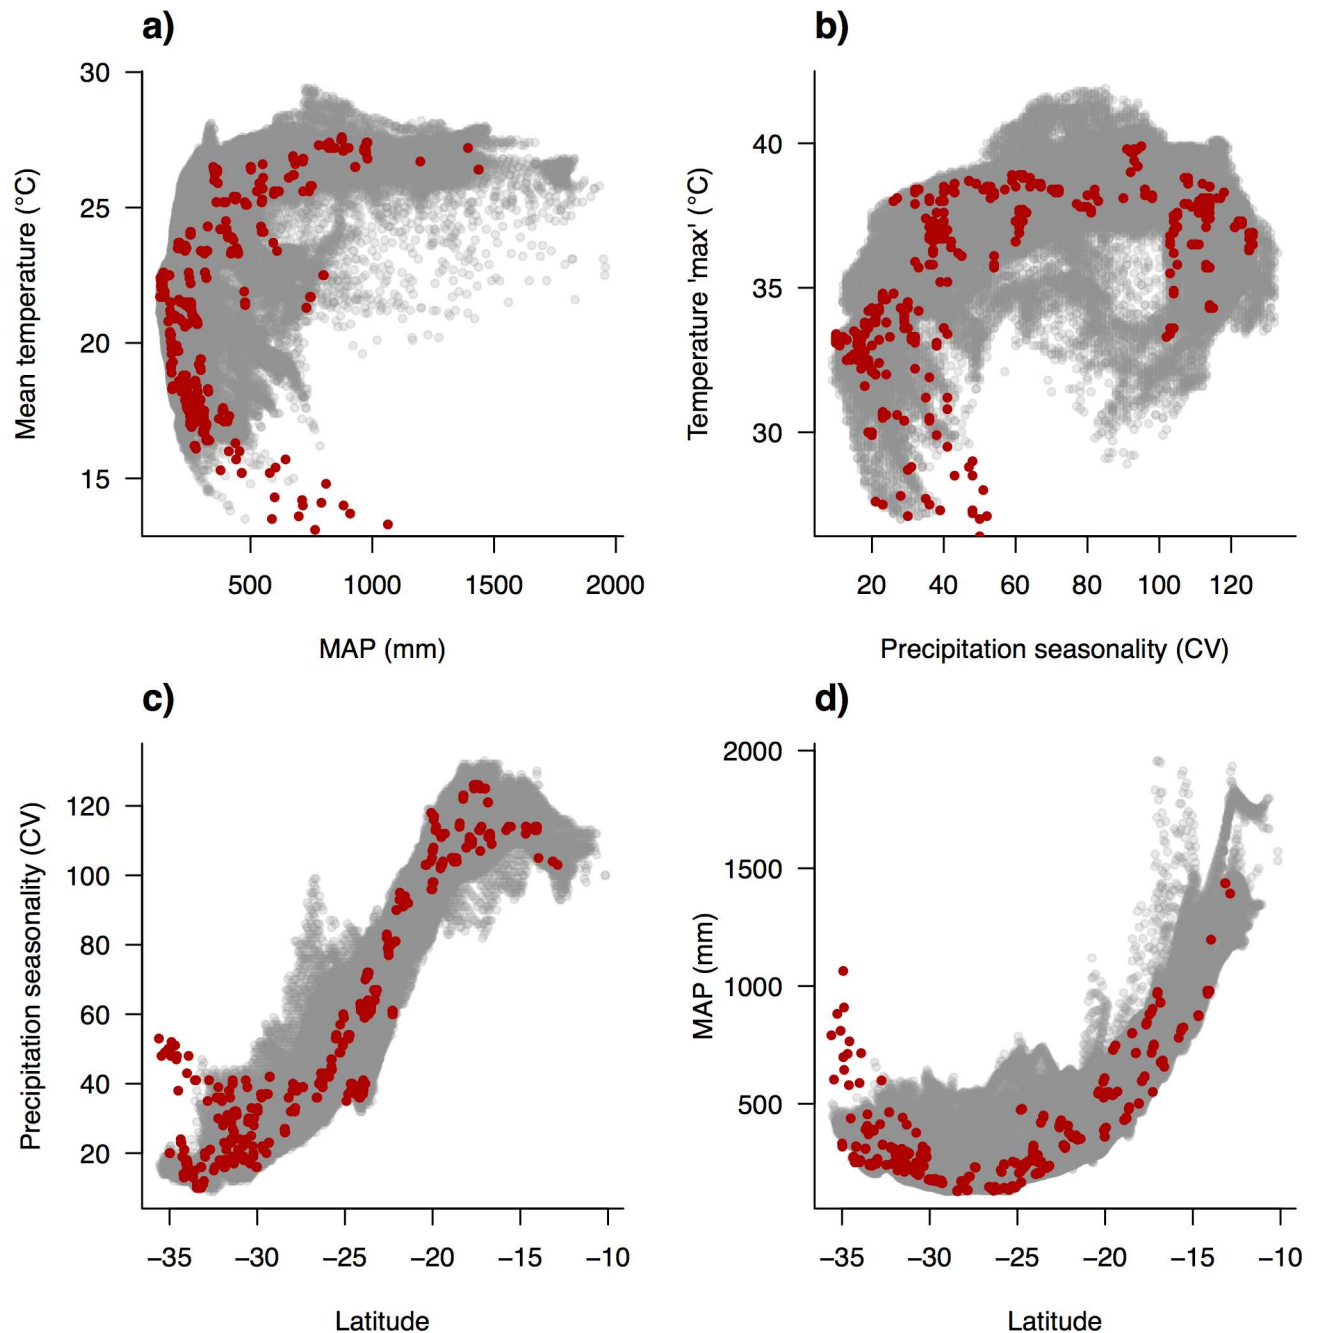 a)
30
25
20
15
Mean temperature (°C)
500 1000 1500 2000
MAP (mm)
b)
40
35
30
Temperature 'max' (°C)
20 40 60 80 100 120
Precipitation seasonality (CV)
c)
120
100
80
60
40
20
Precipitation seasonality (CV)
−35 −30 −25 −20 −15 −10
Latitude
d)
2000
1500
1000
500
MAP (mm)
−35 −30 −25 −20 −15 −10
Latitude